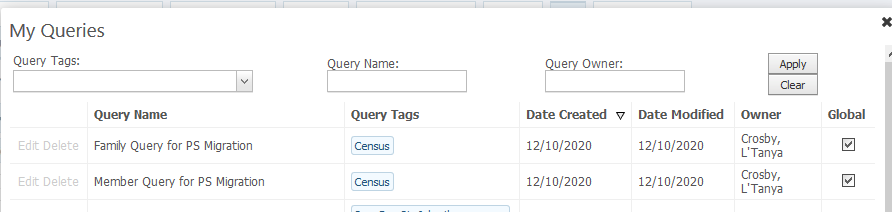 My Queries
Query Tags:
Query Name:
Query Owner:
Apply
Clear
Query Name Query Tags Date Created Date Modified Owner Global
Edit Delete Family Query for PS Migration Census 12/10/2020 12/10/2020 Crosby,
L'Tanya
Edit Delete Member Query for PS Migration Census 12/10/2020 12/10/2020 Crosby,
L'Tanya